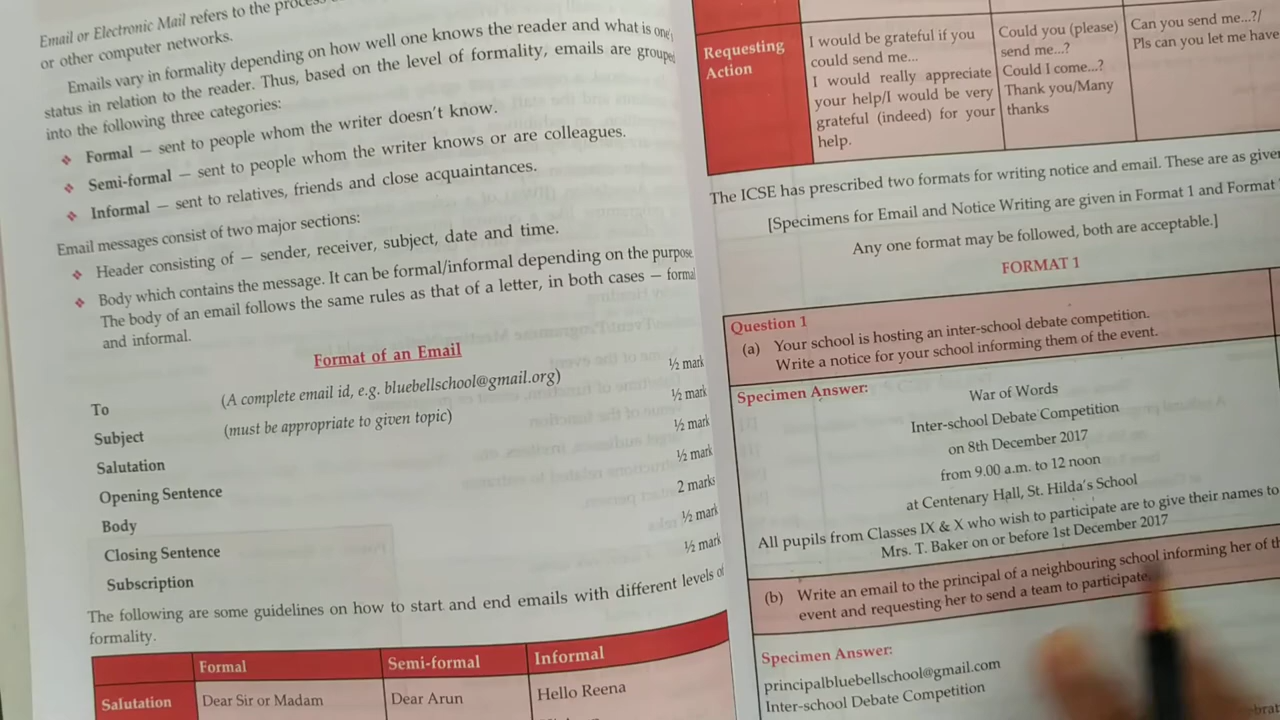 Email or Electronic Mail refers to the process
or other computer networks.
Emails vary in formality depending on how well one knows the reader and what is one's
status in relation to the reader. Thus, based on the level of formality, emails are grouped
into the following three categories:
❖ Formal — sent to people whom the writer doesn't know.
❖ Semi-formal — sent to people whom the writer knows or are colleagues.
❖ Informal — sent to relatives, friends and close acquaintances.
Email messages consist of two major sections:
❖ Header consisting of — sender, receiver, subject, date and time.
❖ Body which contains the message. It can be formal/informal depending on the purpose
The body of an email follows the same rules as that of a letter, in both cases — formal
and informal.
Format of an Email
To (A complete email id, e.g. bluebellschool@gmail.org) ½ mark
Subject (must be appropriate to given topic) ½ mark
Salutation ½ mark
Opening Sentence ½ mark
Body 2 marks
Closing Sentence ½ mark
Subscription ½ mark
The following are some guidelines on how to start and end emails with different levels of
formality.
Formal Semi-formal Informal
Salutation Dear Sir or Madam Dear Arun Hello Reena
Requesting
Action
I would be grateful if you
could send me...
I would really appreciate
your help/I would be very
grateful (indeed) for your
help.
Could you (please)
send me...?
Could I come...?
Thank you/Many
thanks
Can you send me...?/
Pls can you let me have
The ICSE has prescribed two formats for writing notice and email. These are as given
[Specimens for Email and Notice Writing are given in Format 1 and Format
Any one format may be followed, both are acceptable.]
FORMAT 1
Question 1
(a) Your school is hosting an inter-school debate competition.
Write a notice for your school informing them of the event.
Specimen Answer:
War of Words
Inter-school Debate Competition
on 8th December 2017
from 9.00 a.m. to 12 noon
at Centenary Hall, St. Hilda's School
All pupils from Classes IX & X who wish to participate are to give their names to
Mrs. T. Baker on or before 1st December 2017
(b) Write an email to the principal of a neighbouring school informing her of the
event and requesting her to send a team to participate.
Specimen Answer:
principalbluebellschool@gmail.com
Inter-school Debate Competition